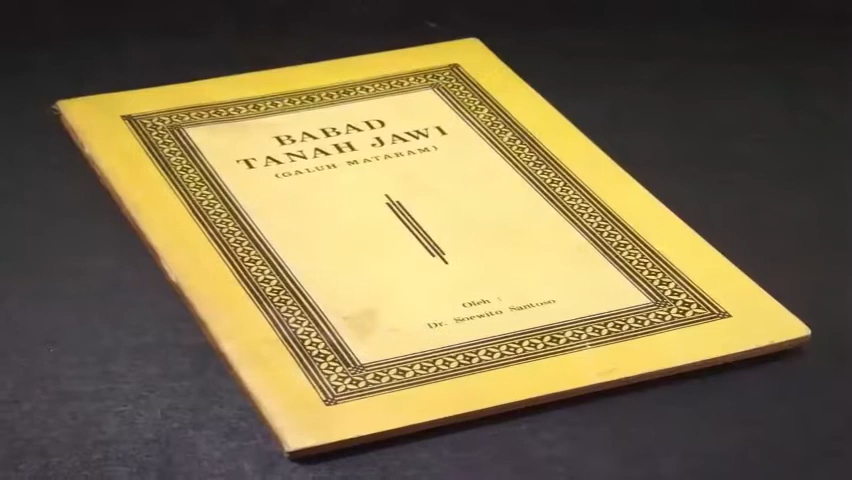 BABAD
TANAH JAWI
(GALUH MATARAM)
Oleh :
Dr. Soewito Santoso